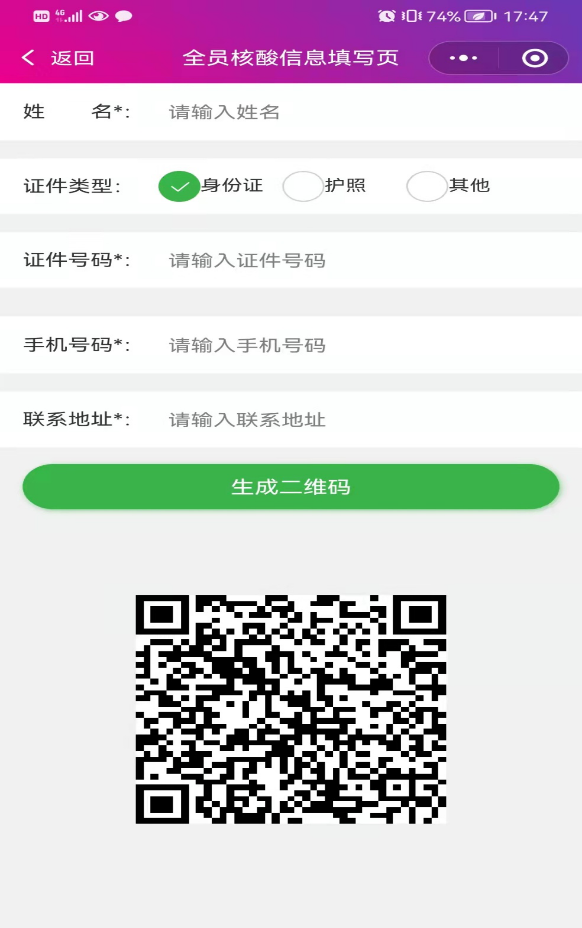 HD 4G 74% 17:47
返回 全员核酸信息填写页
姓 名*: 请输入姓名
证件类型: 身份证 护照 其他
证件号码*: 请输入证件号码
手机号码*: 请输入手机号码
联系地址*: 请输入联系地址
生成二维码